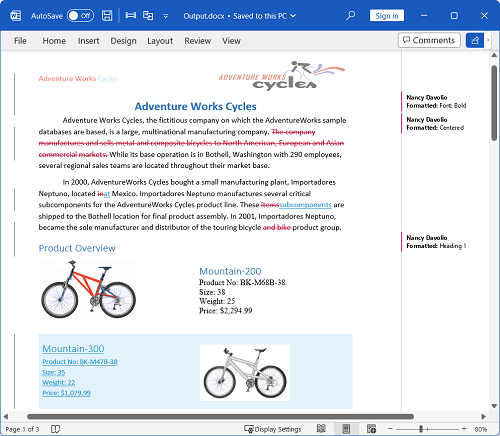 AutoSave Off Output.docx • Saved to this PC Sign in
File Home Insert Design Layout Review View Comments
Adventure Works Cycles
ADVENTURE WORKS
cycles
Adventure Works Cycles
Adventure Works Cycles, the fictitious company on which the AdventureWorks sample
databases are based, is a large, multinational manufacturing company. The company
manufactures and sells metal and composite bicycles to North American, European and Asian
commercial markets. While its base operation is in Bothell, Washington with 290 employees,
several regional sales teams are located throughout their market base.
In 2000, AdventureWorks Cycles bought a small manufacturing plant, Importadores
Neptuno, located inat Mexico. Importadores Neptuno manufactures several critical
subcomponents for the AdventureWorks Cycles product line. These itemssubcomponents are
shipped to the Bothell location for final product assembly. In 2001, Importadores Neptuno,
became the sole manufacturer and distributor of the touring bicycle and bike product group.
Product Overview
Mountain-200
Product No: BK-M68B-38
Size: 38
Weight: 25
Price: $2,294.99
Mountain-300
Product No: BK-M47B-38
Size: 35
Weight: 22
Price: $1,079.99
Nancy Davolio
Formatted: Font: Bold
Nancy Davolio
Formatted: Centered
Nancy Davolio
Formatted: Heading 1
Page 1 of 3 Display Settings 80%